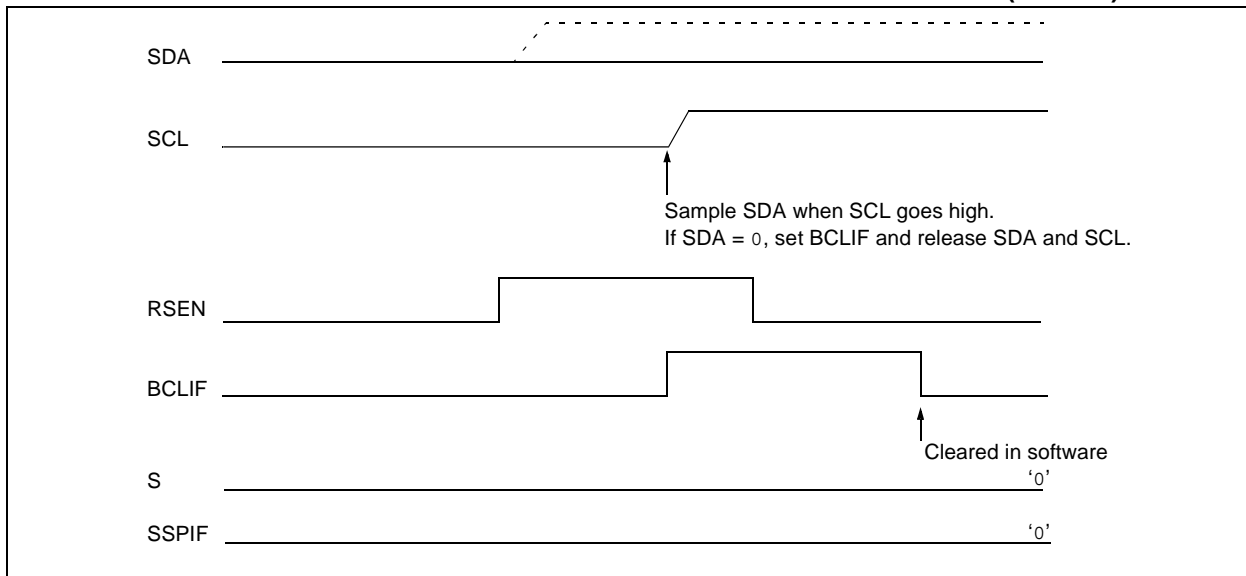 SDA
SCL
Sample SDA when SCL goes high.
If SDA = 0, set BCLIF and release SDA and SCL.
RSEN
BCLIF
Cleared in software
S
‘0’
SSPIF
‘0’